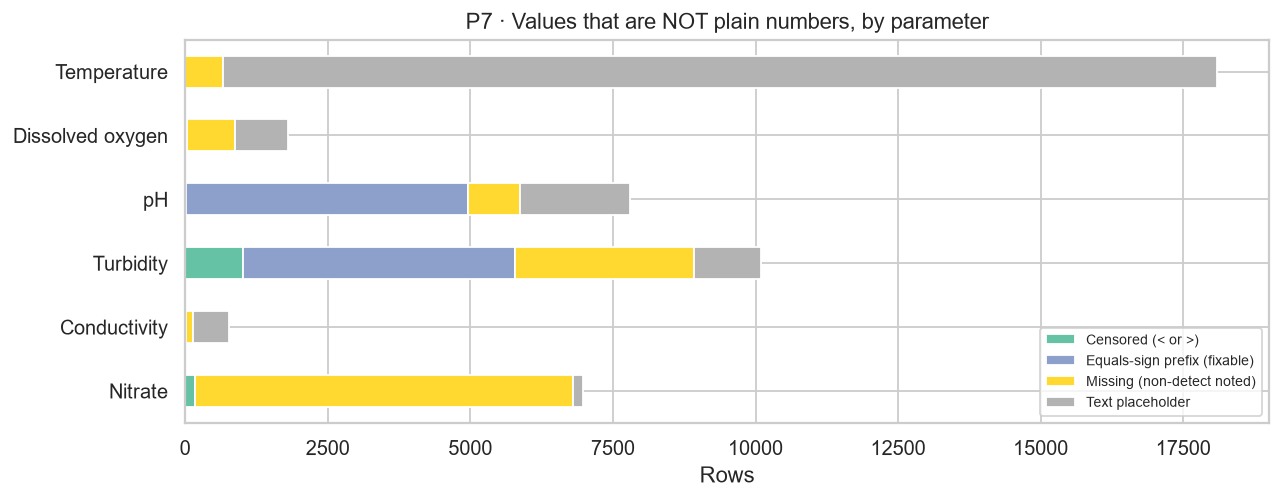 P7 · Values that are NOT plain numbers, by parameter
Temperature
Dissolved oxygen
pH
Turbidity
Conductivity
Nitrate
Censored (< or >)
Equals-sign prefix (fixable)
Missing (non-detect noted)
Text placeholder
0 2500 5000 7500 10000 12500 15000 17500
Rows